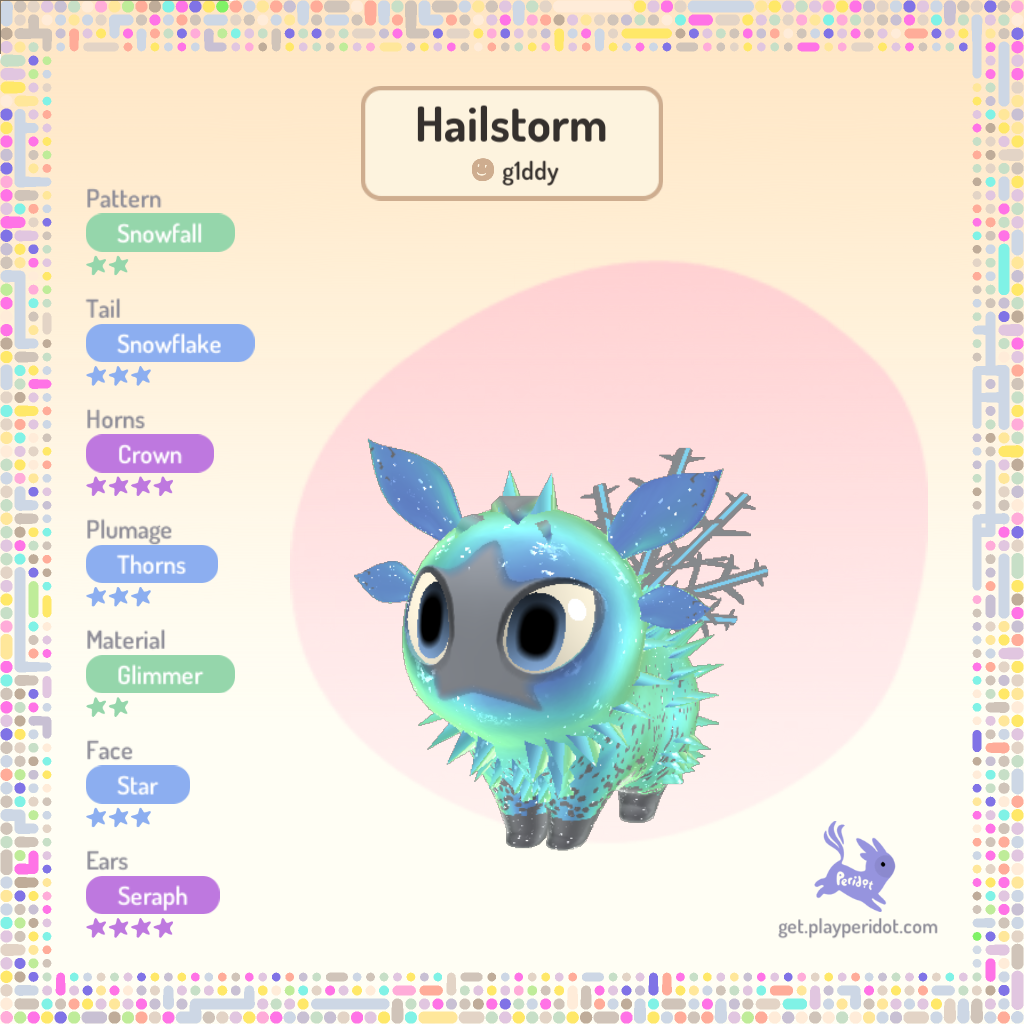 Hailstorm
g1ddy
Pattern
Snowfall
Tail
Snowflake
Horns
Crown
Plumage
Thorns
Material
Glimmer
Face
Star
Ears
Seraph
Peridot
get.playperidot.com